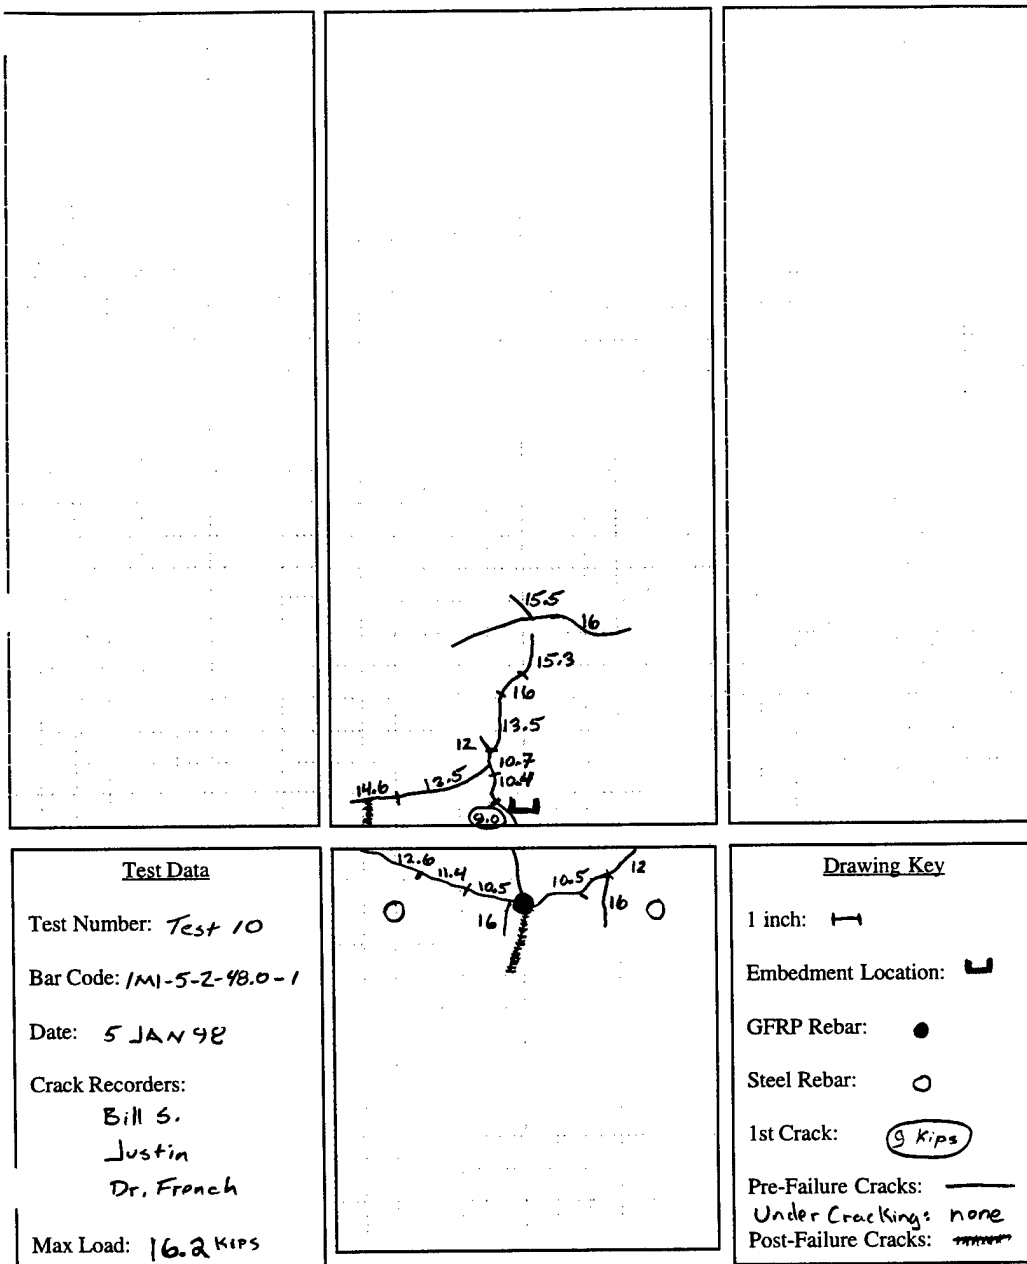 15.5
16
15.3
16
13.5
12
10.7
10.4
13.5
14.6
9.0
Test Data
Test Number: Test 10
Bar Code: IMI-5-2-48.0-1
Date: 5 JAN 98
Crack Recorders:
Bill S.
Justin
Dr. French
Max Load: 16.2 KIPS
12.6
11.4
10.5
10.5
12
16
16
Drawing Key
1 inch:
Embedment Location:
GFRP Rebar:
Steel Rebar:
1st Crack: 9 Kips
Pre-Failure Cracks:
Under Cracking: none
Post-Failure Cracks: